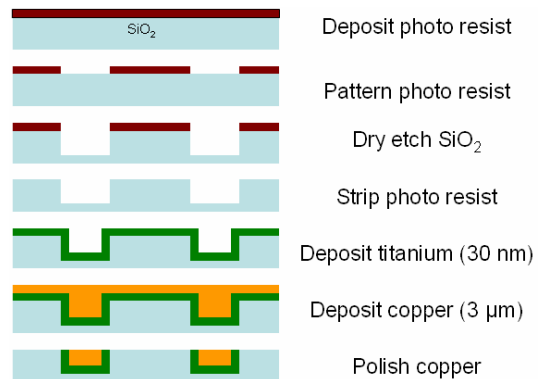 SiO₂
Deposit photo resist
Pattern photo resist
Dry etch SiO₂
Strip photo resist
Deposit titanium (30 nm)
Deposit copper (3 µm)
Polish copper